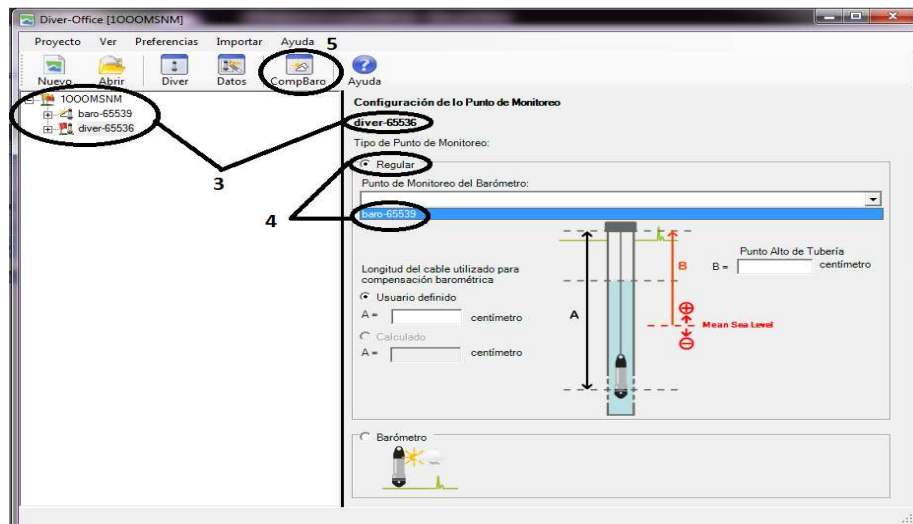 Diver-Office [1OOOMSNM]
Proyecto Ver Preferencias Importar Ayuda 5
Nuevo Abrir Diver Datos CompBaro Ayuda
1OOOMSNM
baro-65539
diver-65536
3
4
Configuración de lo Punto de Monitoreo
diver-65536
Tipo de Punto de Monitoreo:
Regular
Punto de Monitoreo del Barómetro:
baro-65539
Longitud del cable utilizado para
compensación barométrica
Usuario definido
A = centímetro
Calculado
A = centímetro
A
B
Punto Alto de Tubería
B = centímetro
Mean Sea Level
Barómetro